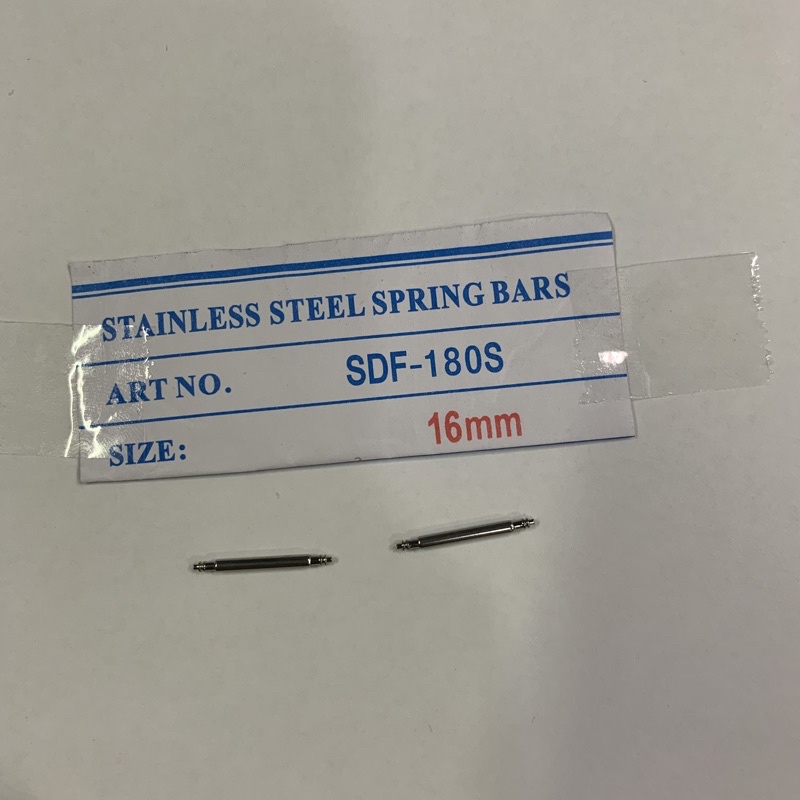 STAINLESS STEEL SPRING BARS
ART NO. SDF-180S
SIZE: 16mm